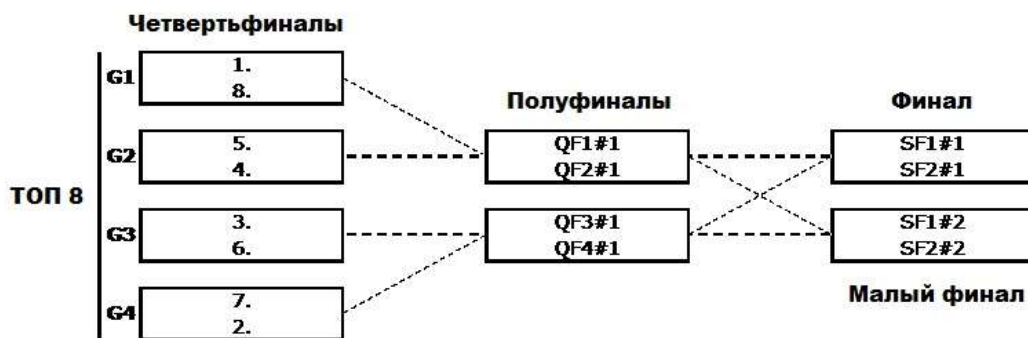 Четвертьфиналы
ТОП 8
G1
1.
8.
G2
5.
4.
G3
3.
6.
G4
7.
2.
Полуфиналы
QF1#1
QF2#1
QF3#1
QF4#1
Финал
SF1#1
SF2#1
SF1#2
SF2#2
Малый финал